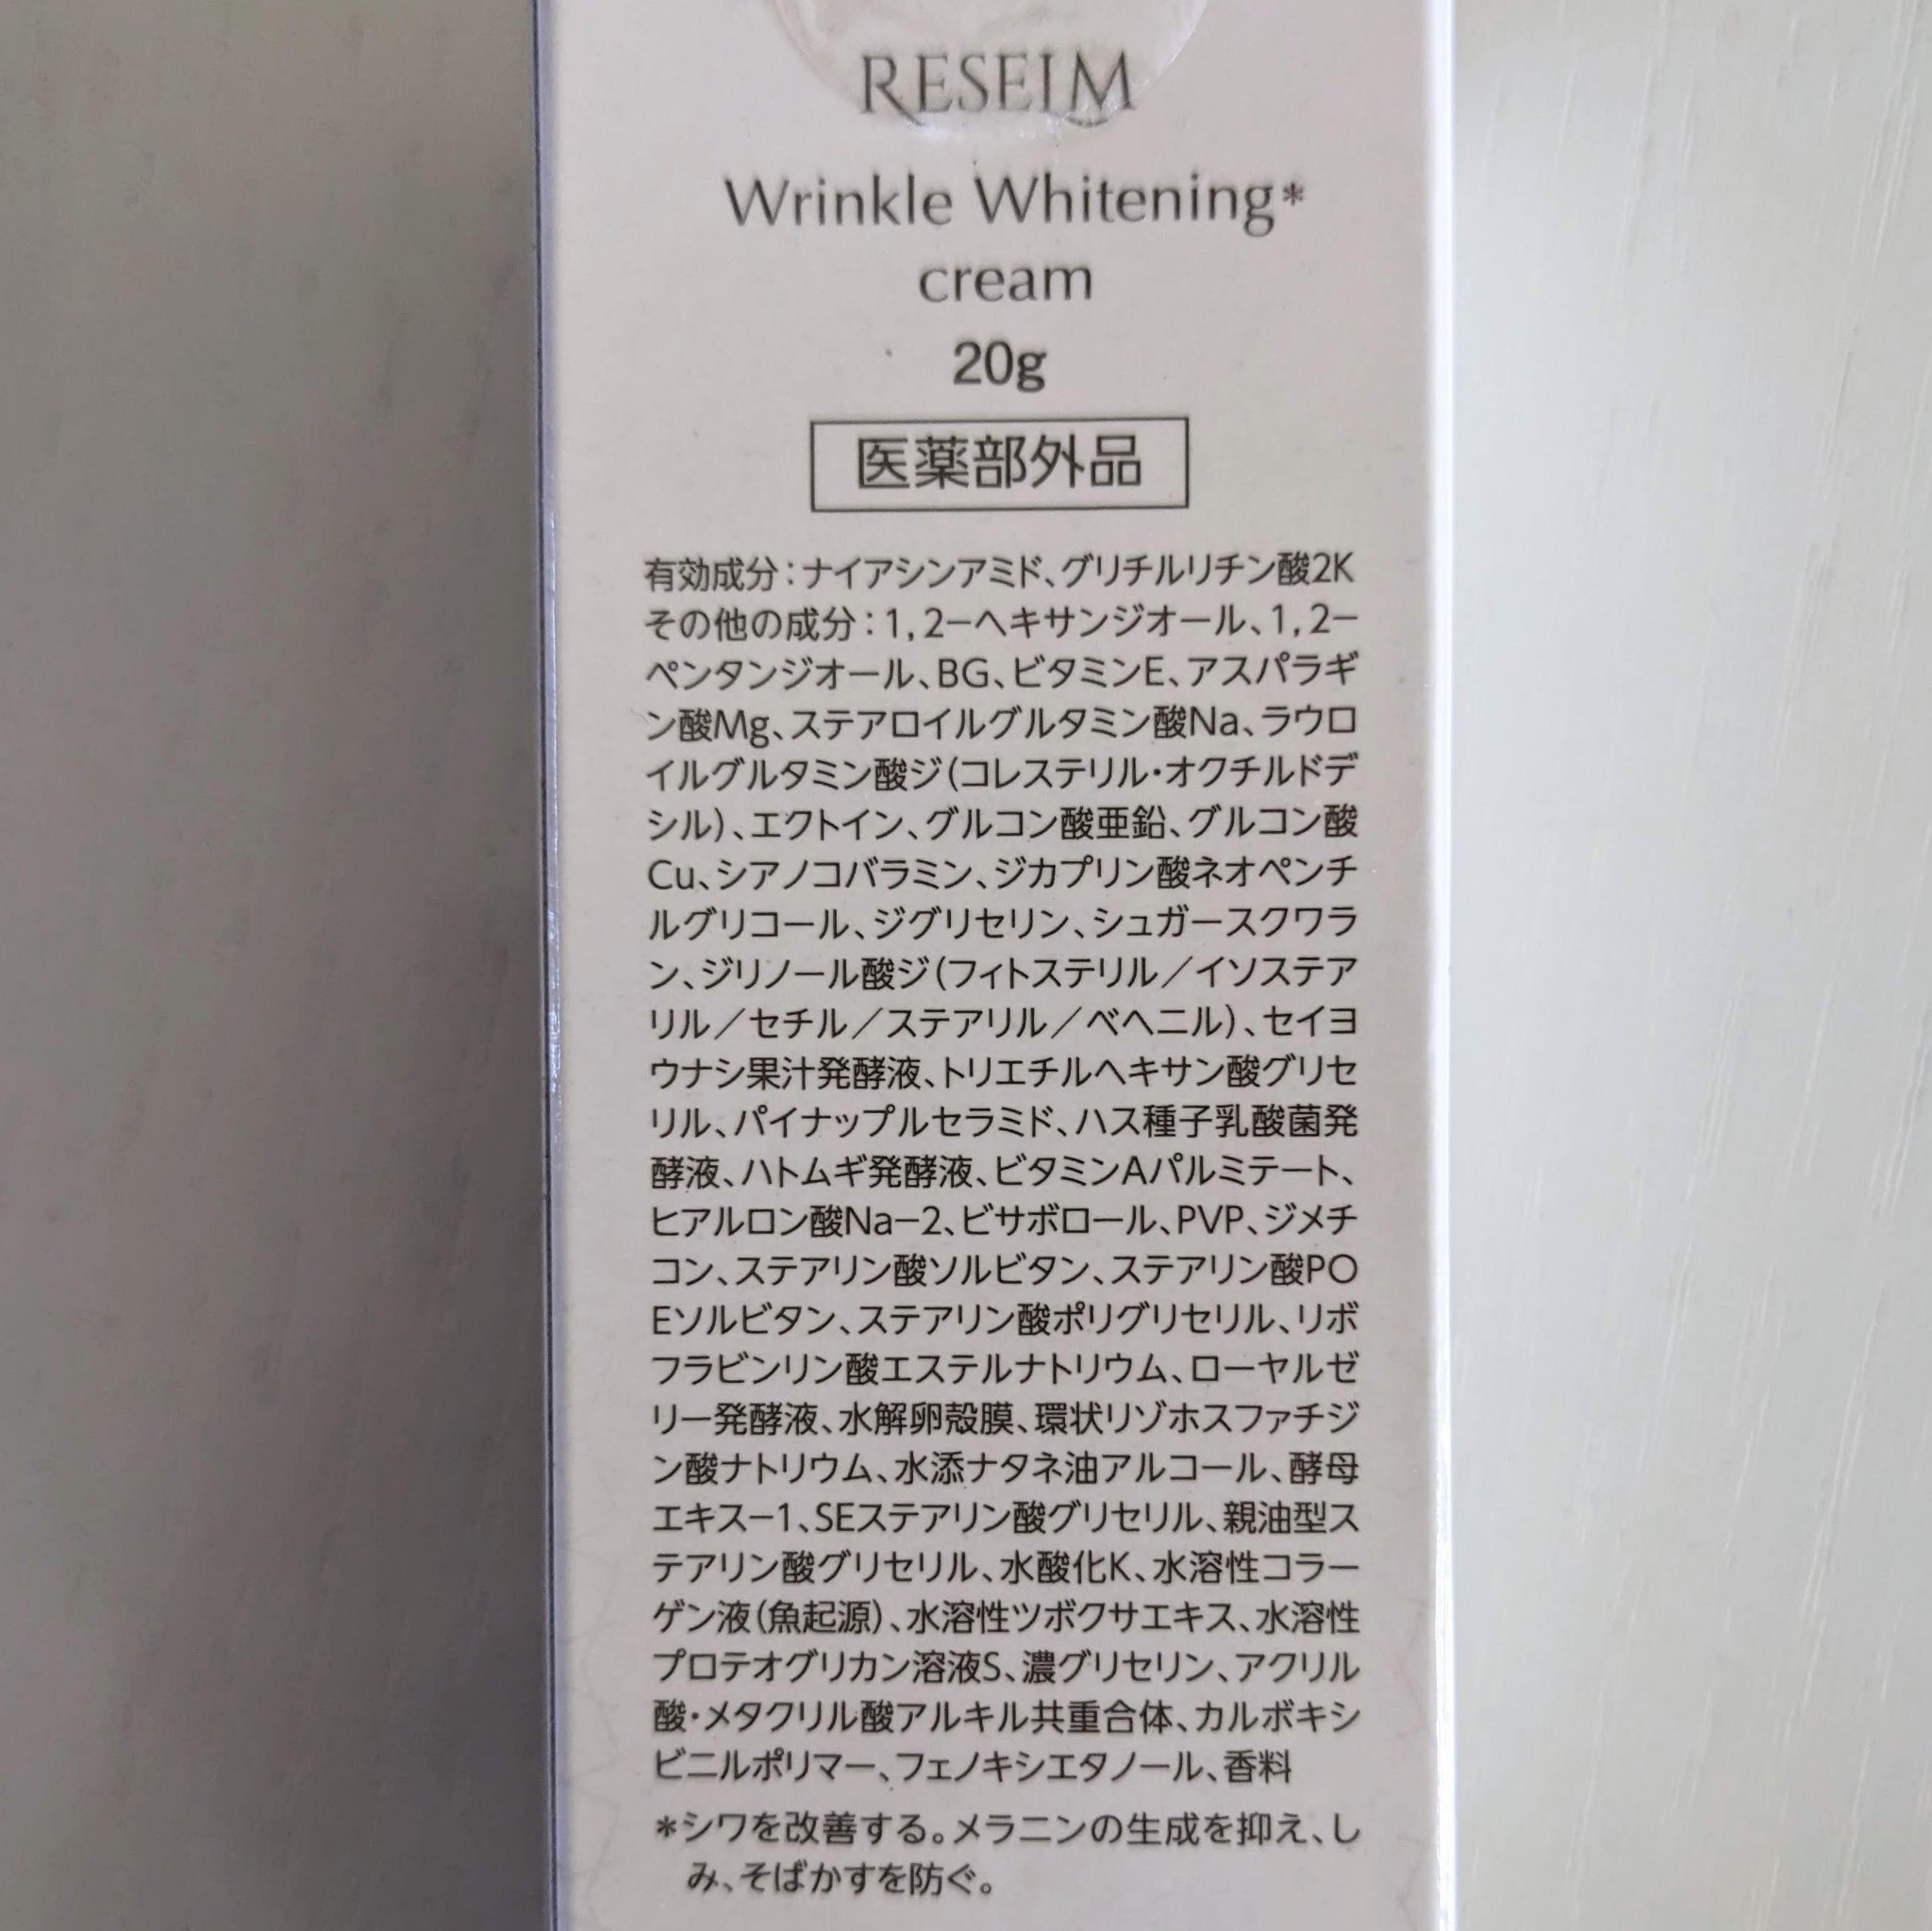 RESEIM
Wrinkle Whitening*
cream
20g
医薬部外品
有効成分：ナイアシンアミド、グリチルリチン酸2K
その他の成分：1,2−ヘキサンジオール、1,2−
ペンタンジオール、BG、ビタミンE、アスパラギ
ン酸Mg、ステアロイルグルタミン酸Na、ラウロ
イルグルタミン酸ジ(コレステリル・オクチルドデ
シル)、エクトイン、グルコン酸亜鉛、グルコン酸
Cu、シアノコバラミン、ジカプリン酸ネオペンチ
ルグリコール、ジグリセリン、シュガースクワラ
ン、ジリノール酸ジ(フィトステリル／イソステア
リル／セチル／ステアリル／ベヘニル)、セイヨ
ウナシ果汁発酵液、トリエチルヘキサン酸グリセ
リル、パイナップルセラミド、ハス種子乳酸菌発
酵液、ハトムギ発酵液、ビタミンAパルミテート、
ヒアルロン酸Na−2、ビサボロール、PVP、ジメチ
コン、ステアリン酸ソルビタン、ステアリン酸PO
Eソルビタン、ステアリン酸ポリグリセリル、リボ
フラビンリン酸エステルナトリウム、ローヤルゼ
リー発酵液、水解卵殻膜、環状リゾホスファチジ
ン酸ナトリウム、水添ナタネ油アルコール、酵母
エキス−1、SEステアリン酸グリセリル、親油型ス
テアリン酸グリセリル、水酸化K、水溶性コラー
ゲン液(魚起源)、水溶性ツボクサエキス、水溶性
プロテオグリカン溶液S、濃グリセリン、アクリル
酸・メタクリル酸アルキル共重合体、カルボキシ
ビニルポリマー、フェノキシエタノール、香料
*シワを改善する。メラニンの生成を抑え、し
み、そばかすを防ぐ。